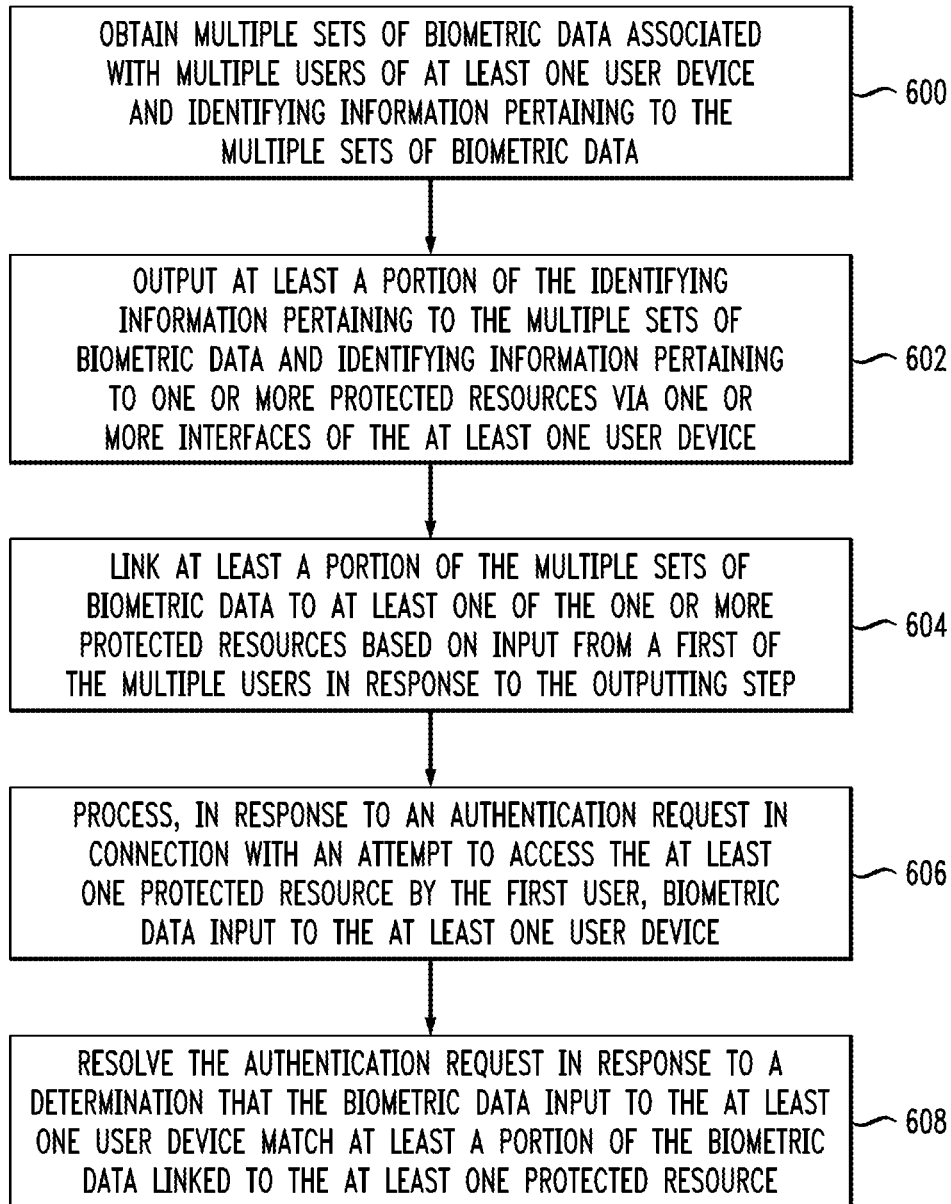 OBTAIN MULTIPLE SETS OF BIOMETRIC DATA ASSOCIATED
WITH MULTIPLE USERS OF AT LEAST ONE USER DEVICE
AND IDENTIFYING INFORMATION PERTAINING TO THE
MULTIPLE SETS OF BIOMETRIC DATA
600
OUTPUT AT LEAST A PORTION OF THE IDENTIFYING
INFORMATION PERTAINING TO THE MULTIPLE SETS OF
BIOMETRIC DATA AND IDENTIFYING INFORMATION PERTAINING
TO ONE OR MORE PROTECTED RESOURCES VIA ONE OR
MORE INTERFACES OF THE AT LEAST ONE USER DEVICE
602
LINK AT LEAST A PORTION OF THE MULTIPLE SETS OF
BIOMETRIC DATA TO AT LEAST ONE OF THE ONE OR MORE
PROTECTED RESOURCES BASED ON INPUT FROM A FIRST OF
THE MULTIPLE USERS IN RESPONSE TO THE OUTPUTTING STEP
604
PROCESS, IN RESPONSE TO AN AUTHENTICATION REQUEST IN
CONNECTION WITH AN ATTEMPT TO ACCESS THE AT LEAST
ONE PROTECTED RESOURCE BY THE FIRST USER, BIOMETRIC
DATA INPUT TO THE AT LEAST ONE USER DEVICE
606
RESOLVE THE AUTHENTICATION REQUEST IN RESPONSE TO A
DETERMINATION THAT THE BIOMETRIC DATA INPUT TO THE AT LEAST
ONE USER DEVICE MATCH AT LEAST A PORTION OF THE BIOMETRIC
DATA LINKED TO THE AT LEAST ONE PROTECTED RESOURCE
608